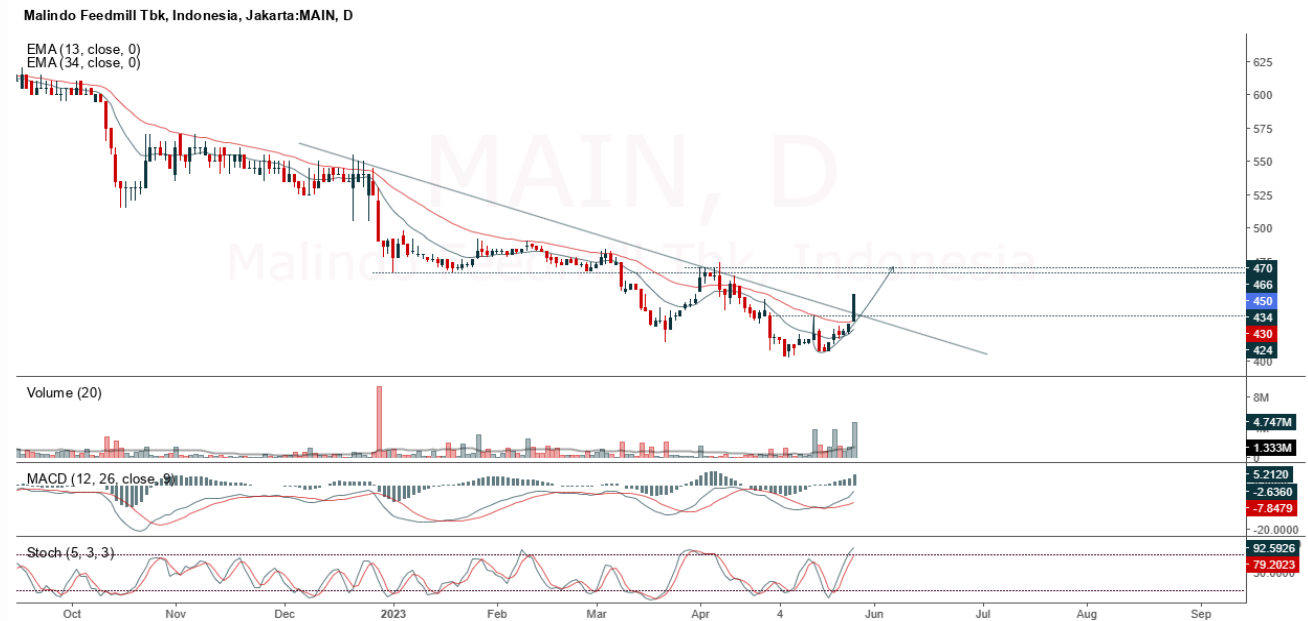 Malindo Feedmill Tbk, Indonesia, Jakarta:MAIN, D
EMA (13, close, 0)
EMA (34, close, 0)
MAIN, D
Malindo Feedmill Tbk, Indonesia
625
600
575
550
525
500
475
470
466
450
434
430
424
400
Volume (20)
8M
4.747M
1.333M
0
MACD (12, 26, close, 9)
5.2120
-2.6360
-7.8479
-20.0000
Stoch (5, 3, 3)
92.5926
79.2023
Oct
Nov
Dec
2023
Feb
Mar
Apr
4
Jun
Jul
Aug
Sep